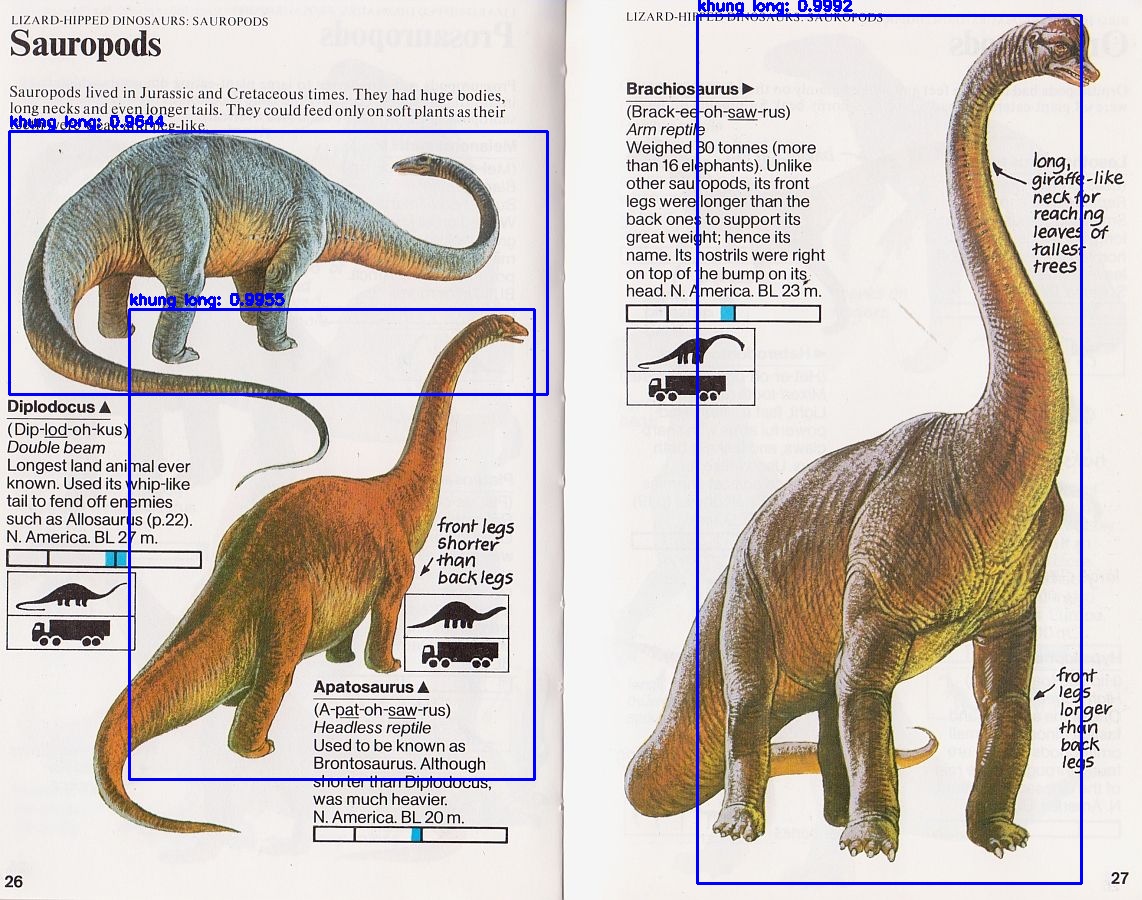 LIZARD-HIPPED DINOSAURS: SAUROPODS
Sauropods
Sauropods lived in Jurassic and Cretaceous times. They had huge bodies,
long necks and even longer tails. They could feed only on soft plants as their
peg-like.
khung long: 0.9644
khung long: 0.9955
Diplodocus ▲
(Dip-lod-oh-kus)
Double beam
Longest land animal ever
known. Used its whip-like
tail to fend off enemies
such as Allosaurus (p.22).
N. America. BL 27 m.
front legs
shorter
than
back legs
Apatosaurus ▲
(A-pat-oh-saw-rus)
Headless reptile
Used to be known as
Brontosaurus. Although
shorter than Diplodocus,
was much heavier.
N. America. BL 20 m.
26
LIZARD-HIPPED DINOSAURS: SAUROPODS
khung long: 0.9992
Brachiosaurus ▶
(Brack-ee-oh-saw-rus)
Arm reptile
Weighed 80 tonnes (more
than 16 elephants). Unlike
other sauropods, its front
legs were longer than the
back ones to support its
great weight; hence its
name. Its nostrils were right
on top of the bump on its
head. N. America. BL 23 m.
long,
giraffe-like
neck for
reaching
leaves of
tallest
trees
front
legs
longer
than
back
legs
27